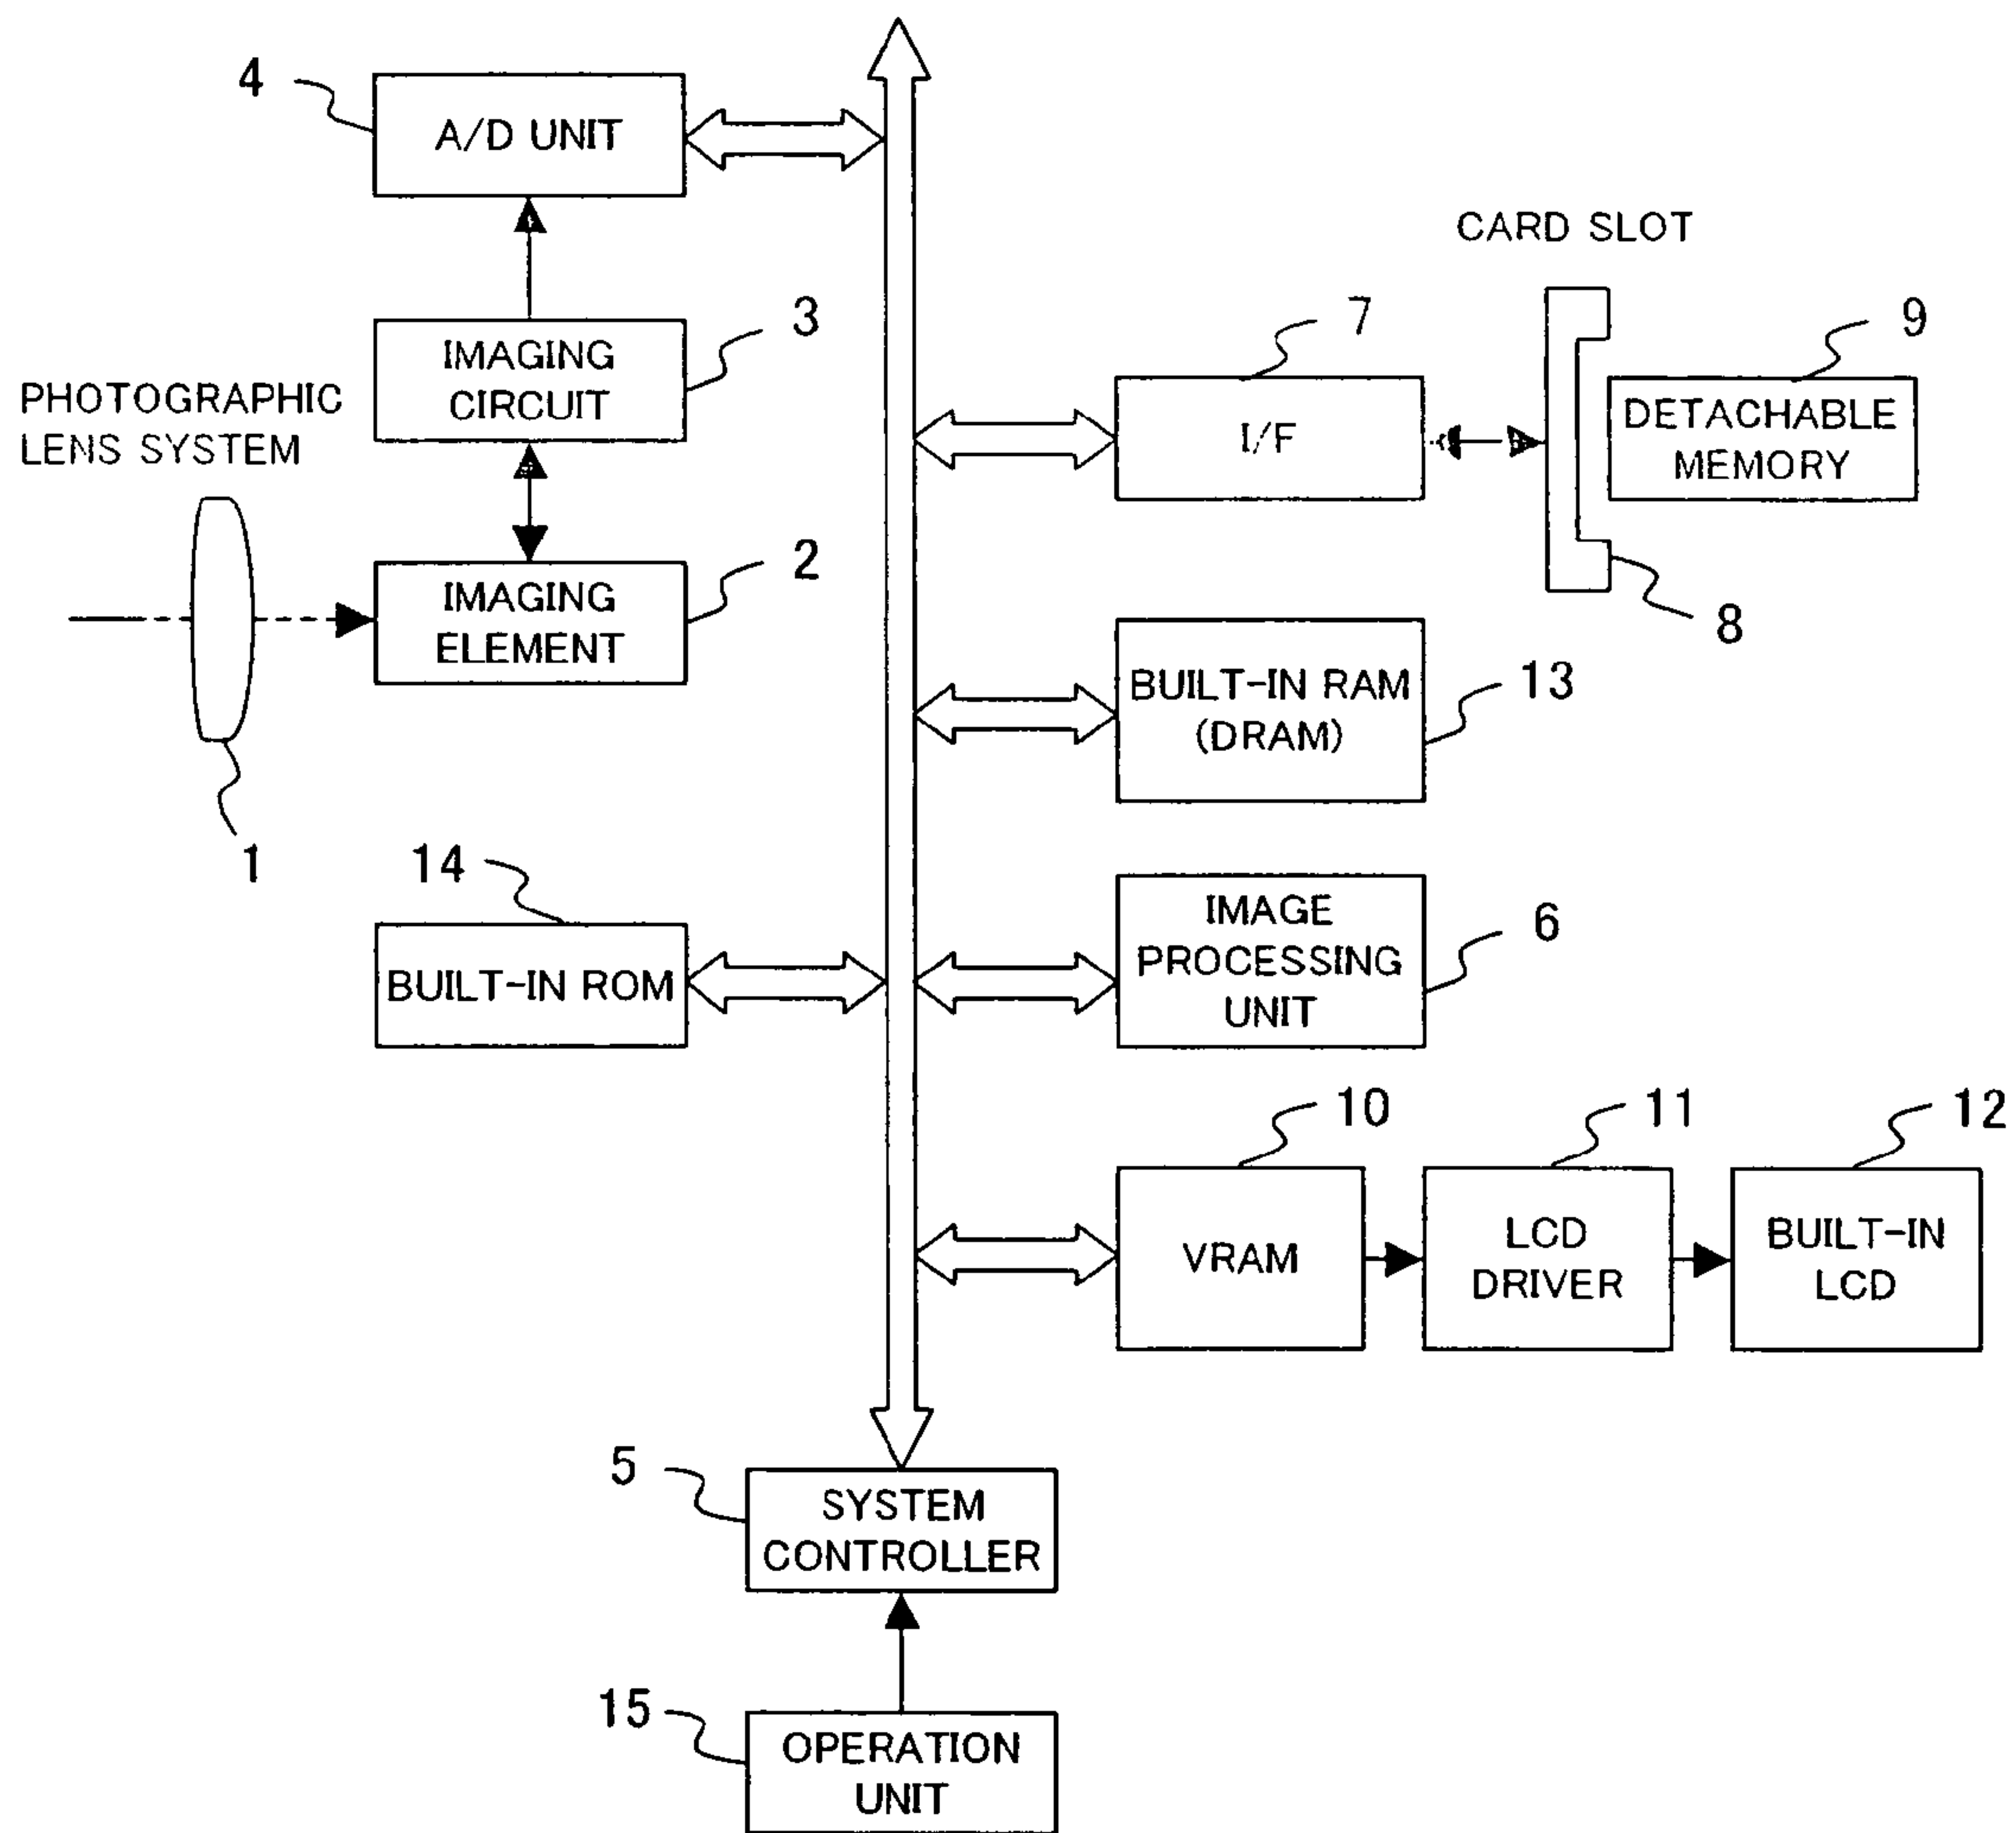 4
A/D UNIT
CARD SLOT
3
IMAGING
CIRCUIT
7
9
PHOTOGRAPHIC
LENS SYSTEM
I/F
DETACHABLE
MEMORY
2
IMAGING
ELEMENT
8
1
BUILT-IN RAM
(DRAM)
13
14
BUILT-IN ROM
IMAGE
PROCESSING
UNIT
6
10
11
12
VRAM
LCD
DRIVER
BUILT-IN
LCD
5
SYSTEM
CONTROLLER
15
OPERATION
UNIT